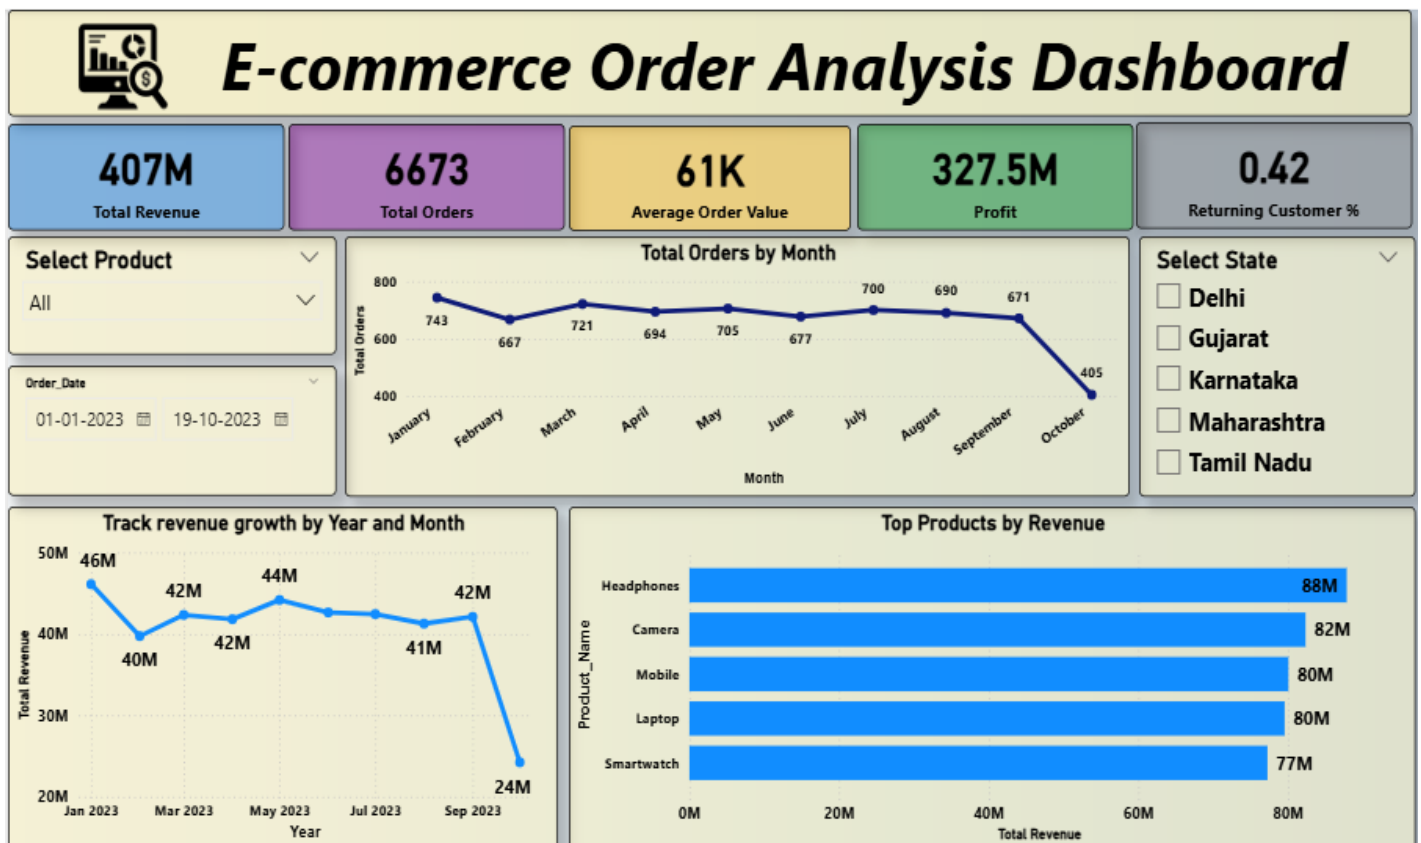 E-commerce Order Analysis Dashboard
407M
Total Revenue
6673
Total Orders
61K
Average Order Value
327.5M
Profit
0.42
Returning Customer %
Select Product
All
Order_Date
01-01-2023
19-10-2023
Total Orders by Month
Total Orders
800
600
400
743
667
721
694
705
677
700
690
671
405
January
February
March
April
May
June
July
August
September
October
Month
Select State
Delhi
Gujarat
Karnataka
Maharashtra
Tamil Nadu
Track revenue growth by Year and Month
Total Revenue
50M
40M
30M
20M
46M
40M
42M
42M
44M
41M
42M
24M
Jan 2023
Mar 2023
May 2023
Jul 2023
Sep 2023
Year
Top Products by Revenue
Product_Name
Headphones
88M
Camera
82M
Mobile
80M
Laptop
80M
Smartwatch
77M
0M
20M
40M
60M
80M
Total Revenue